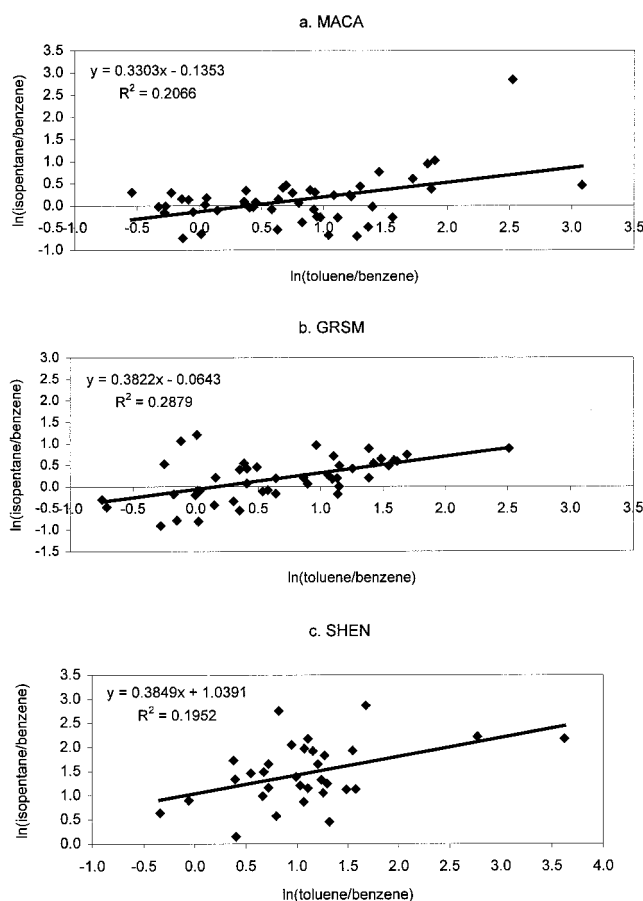 a. MACA
3.5
3.0
2.5
2.0
1.5
1.0
0.5
0.0
-0.5
-1.0
ln(isopentane/benzene)
y = 0.3303x - 0.1353
R² = 0.2066
-1.0 -0.5 0.0 0.5 1.0 1.5 2.0 2.5 3.0 3.5
ln(toluene/benzene)
b. GRSM
3.0
2.5
2.0
1.5
1.0
0.5
0.0
-0.5
-1.0
-1.5
ln(isopentane/benzene)
y = 0.3822x - 0.0643
R² = 0.2879
-1.0 -0.5 0.0 0.5 1.0 1.5 2.0 2.5 3.0 3.5
ln(toluene/benzene)
c. SHEN
3.5
3.0
2.5
2.0
1.5
1.0
0.5
0.0
ln(isopentane/benzene)
y = 0.3849x + 1.0391
R² = 0.1952
-1.0 -0.5 0.0 0.5 1.0 1.5 2.0 2.5 3.0 3.5 4.0
ln(toluene/benzene)